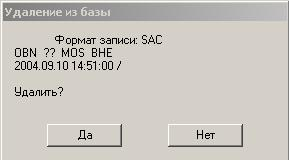 Удаление из базы
Формат записи: SAC
OBN ?? MOS BHE
2004.09.10 14:51:00 /
Удалить?
Да
Нет